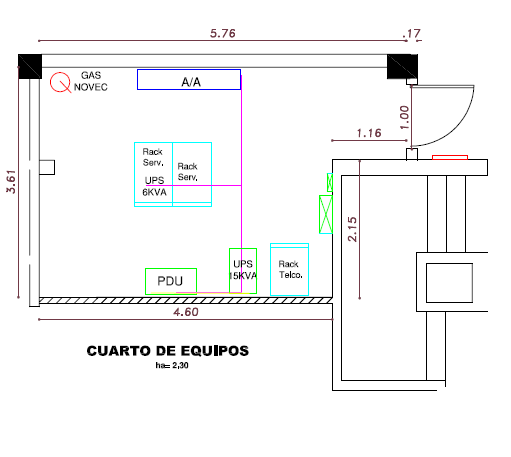 5.76
.17
GAS
NOVEC
A/A
1.00
1.16
Rack
Serv.
UPS
6KVA
Rack
Serv.
3.61
2.15
UPS
15KVA
Rack
Telco.
PDU
4.60
CUARTO DE EQUIPOS
ha= 2,30